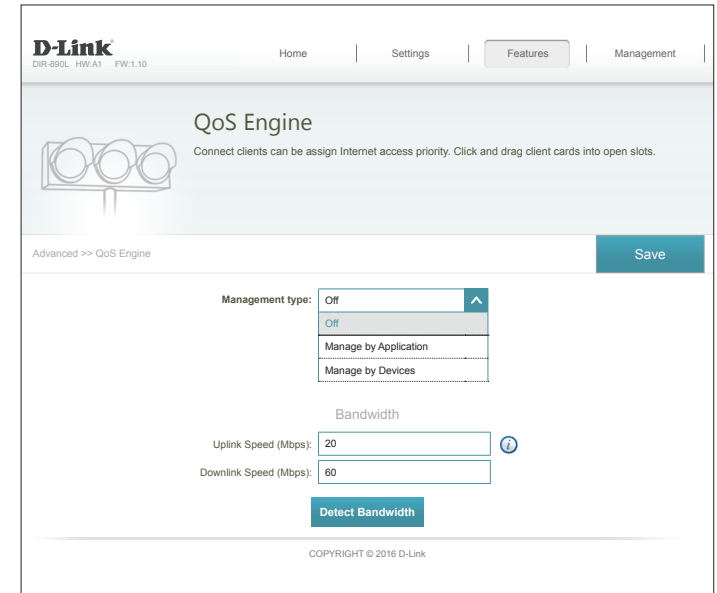 D-Link
DIR-890L HW:A1 FW:1.10
Home
Settings
Features
Management
QoS Engine
Connect clients can be assign Internet access priority. Click and drag client cards into open slots.
Advanced >> QoS Engine
Save
Management type: Off
Off
Manage by Application
Manage by Devices
Bandwidth
Uplink Speed (Mbps): 20
i
Downlink Speed (Mbps): 60
Detect Bandwidth
COPYRIGHT © 2016 D-Link